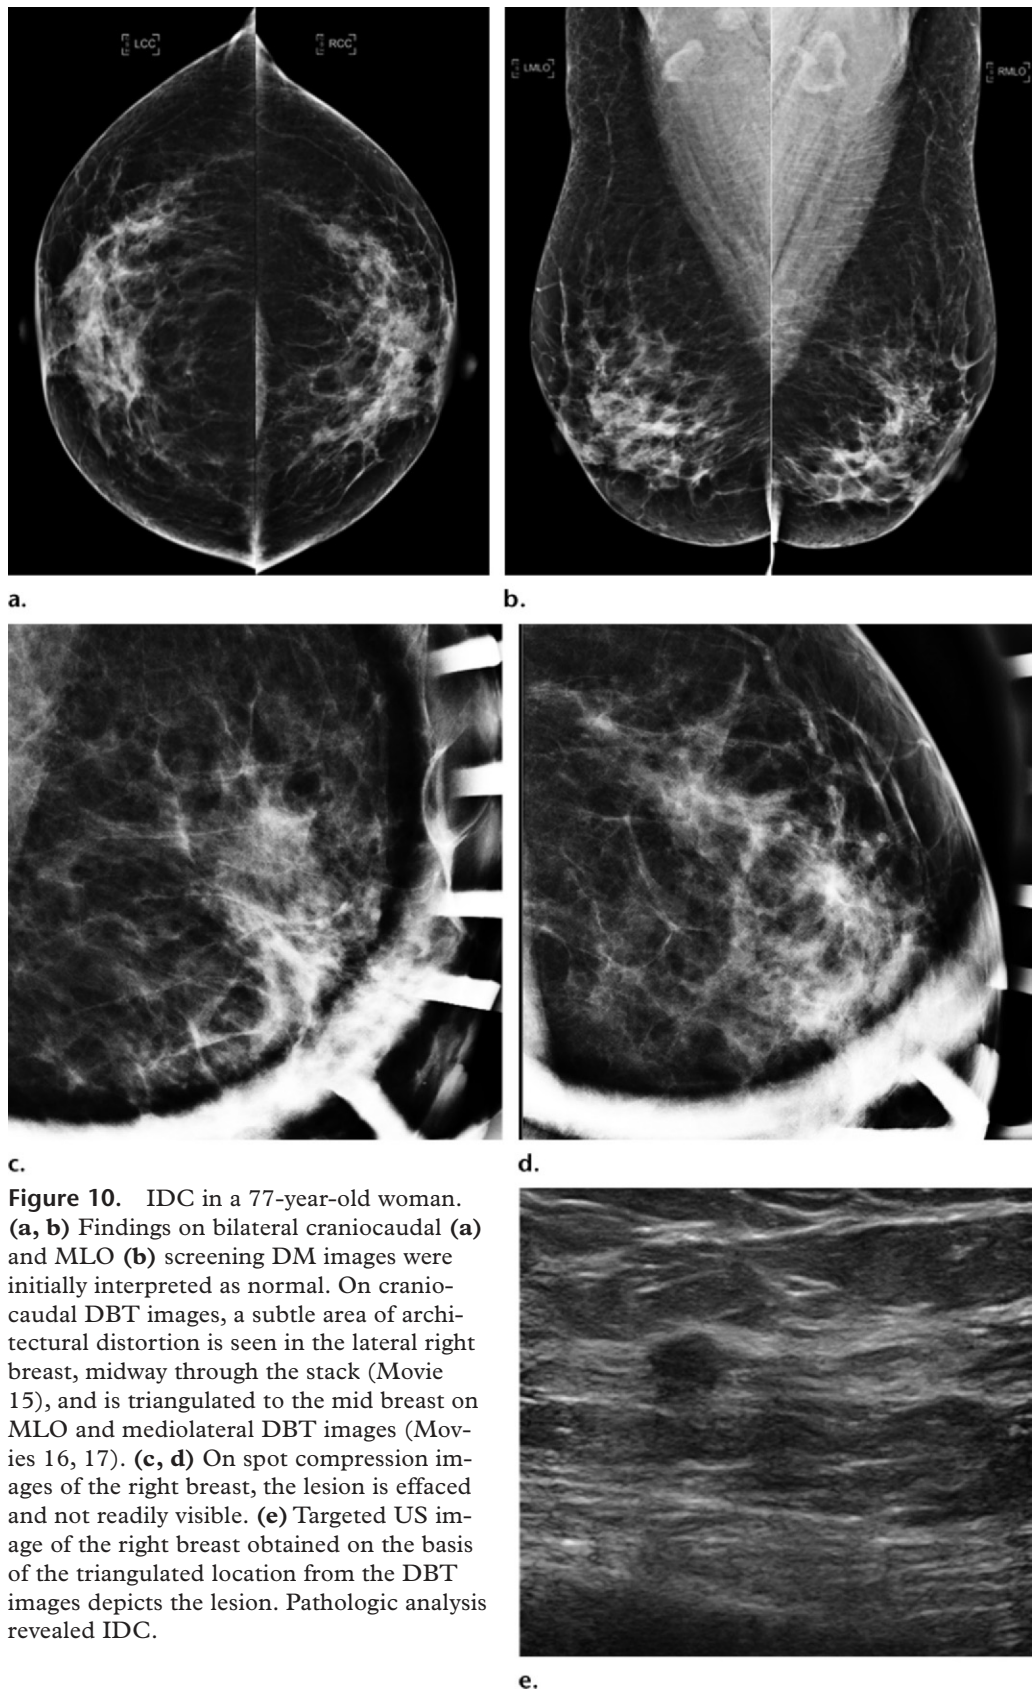 LCC
RCC
LMLO
RMLO
a.
b.
c.
d.
Figure 10. IDC in a 77-year-old woman.
(a, b) Findings on bilateral craniocaudal (a)
and MLO (b) screening DM images were
initially interpreted as normal. On cranio-
caudal DBT images, a subtle area of archi-
tectural distortion is seen in the lateral right
breast, midway through the stack (Movie
15), and is triangulated to the mid breast on
MLO and mediolateral DBT images (Mov-
ies 16, 17). (c, d) On spot compression im-
ages of the right breast, the lesion is effaced
and not readily visible. (e) Targeted US im-
age of the right breast obtained on the basis
of the triangulated location from the DBT
images depicts the lesion. Pathologic analysis
revealed IDC.
e.